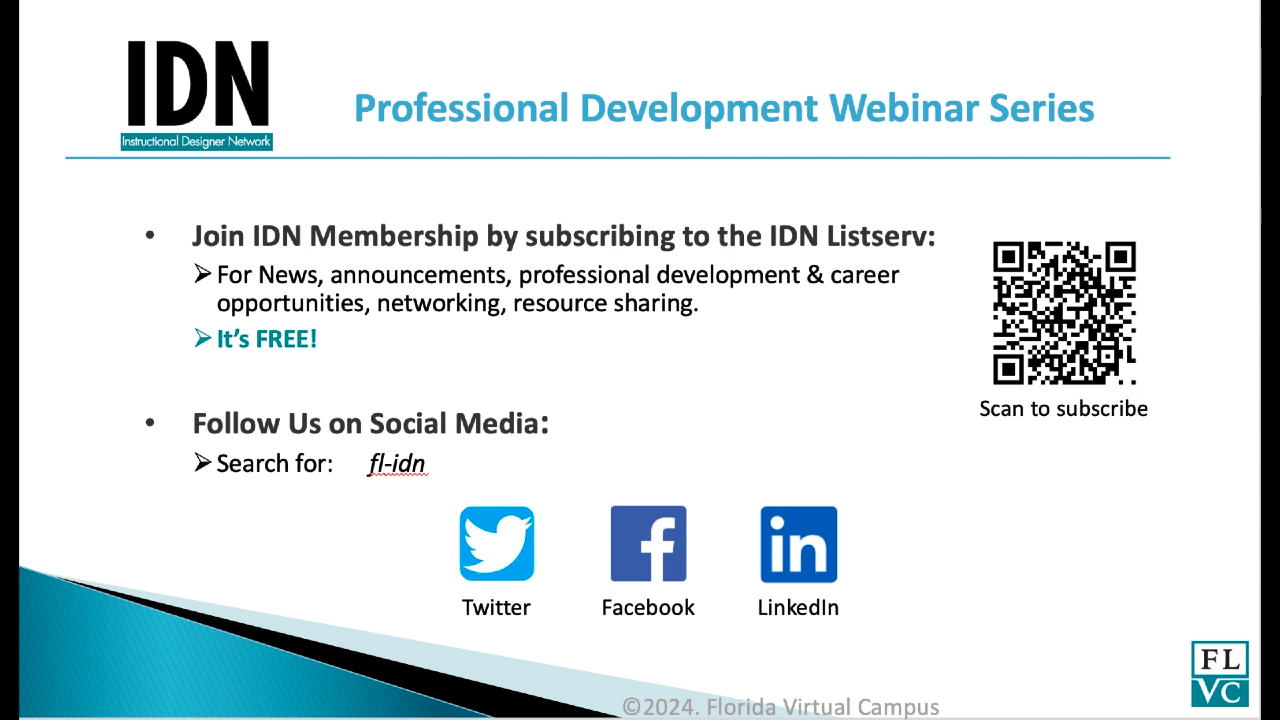 IDN
Instructional Designer Network
Professional Development Webinar Series
• Join IDN Membership by subscribing to the IDN Listserv:
➢ For News, announcements, professional development & career
opportunities, networking, resource sharing.
➢ It's FREE!
Scan to subscribe
• Follow Us on Social Media:
➢ Search for: fl-idn
in
Twitter Facebook LinkedIn
FL
VC
©2024. Florida Virtual Campus